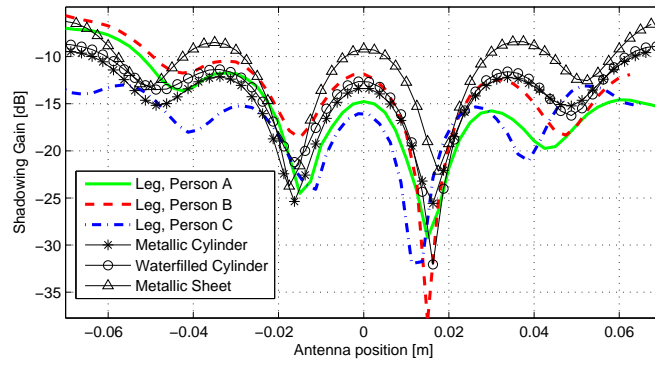 −10
−15
−20
−25
−30
−35
Shadowing Gain [dB]
Leg, Person A
Leg, Person B
Leg, Person C
Metallic Cylinder
Waterfilled Cylinder
Metallic Sheet
−0.06 −0.04 −0.02 0 0.02 0.04 0.06
Antenna position [m]